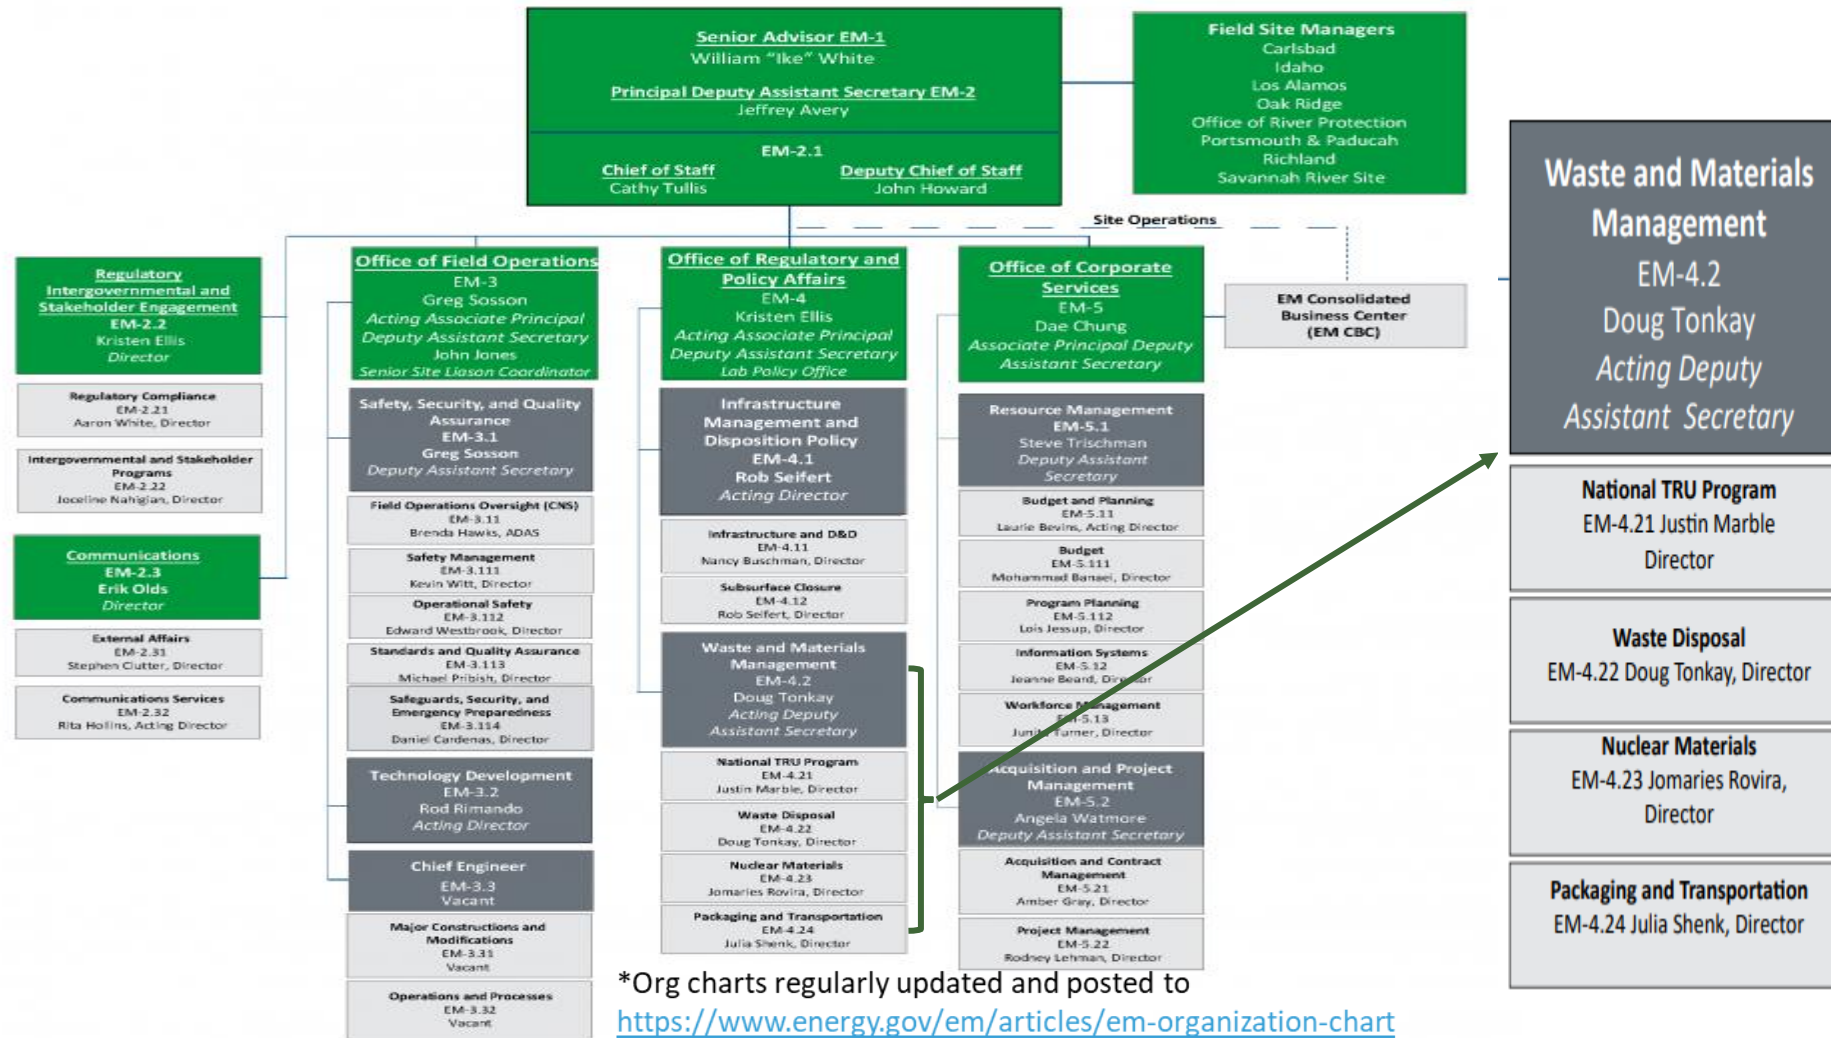 Senior Advisor EM-1
William “Ike” White
Principal Deputy Assistant Secretary EM-2
Jeffrey Avery
EM-2.1
Chief of Staff
Cathy Tullis
Deputy Chief of Staff
John Howard
Field Site Managers
Carlsbad
Idaho
Los Alamos
Oak Ridge
Office of River Protection
Portsmouth & Paducah
Richland
Savannah River Site
Site Operations
Regulatory
Intergovernmental and
Stakeholder Engagement
EM-2.2
Kristen Ellis
Director
Regulatory Compliance
EM-2.21
Aaron White, Director
Intergovernmental and Stakeholder
Programs
EM-2.22
Joceline Nahigian, Director
Communications
EM-2.3
Erik Olds
Director
External Affairs
EM-2.31
Stephen Clutter, Director
Communications Services
EM-2.32
Rita Hollins, Acting Director
Office of Field Operations
EM-3
Greg Sosson
Acting Associate Principal
Deputy Assistant Secretary
John Jones
Senior Site Liason Coordinator
Safety, Security, and Quality
Assurance
EM-3.1
Greg Sosson
Deputy Assistant Secretary
Field Operations Oversight (CNS)
EM-3.11
Brenda Hawks, ADAS
Safety Management
EM-3.111
Kevin Witt, Director
Operational Safety
EM-3.112
Edward Westbrook, Director
Standards and Quality Assurance
EM-3.113
Michael Pribish, Director
Safeguards, Security, and
Emergency Preparedness
EM-3.114
Daniel Cardenas, Director
Technology Development
EM-3.2
Rod Rimando
Acting Director
Chief Engineer
EM-3.3
Vacant
Major Constructions and
Modifications
EM-3.31
Vacant
Operations and Processes
EM-3.32
Vacant
Office of Regulatory and
Policy Affairs
EM-4
Kristen Ellis
Acting Associate Principal
Deputy Assistant Secretary
Lab Policy Office
Infrastructure
Management and
Disposition Policy
EM-4.1
Rob Seifert
Acting Director
Infrastructure and D&D
EM-4.11
Nancy Buschman, Director
Subsurface Closure
EM-4.12
Rob Seifert, Director
Waste and Materials
Management
EM-4.2
Doug Tonkay
Acting Deputy
Assistant Secretary
National TRU Program
EM-4.21
Justin Marble, Director
Waste Disposal
EM-4.22
Doug Tonkay, Director
Nuclear Materials
EM-4.23
Jomaries Rovira, Director
Packaging and Transportation
EM-4.24
Julia Shenk, Director
Office of Corporate
Services
EM-5
Dae Chung
Associate Principal Deputy
Assistant Secretary
Resource Management
EM-5.1
Steve Trischman
Deputy Assistant
Secretary
Budget and Planning
EM-5.11
Laurie Bevins, Acting Director
Budget
EM-5.111
Mohammad Banaei, Director
Program Planning
EM-5.112
Lois Jessup, Director
Information Systems
EM-5.12
Jeanne Beard, Director
Workforce Management
EM-5.13
Junita Turner, Director
Acquisition and Project
Management
EM-5.2
Angela Watmore
Deputy Assistant Secretary
Acquisition and Contract
Management
EM-5.21
Amber Gray, Director
Project Management
EM-5.22
Rodney Lehman, Director
EM Consolidated
Business Center
(EM CBC)
Waste and Materials
Management
EM-4.2
Doug Tonkay
Acting Deputy
Assistant Secretary
National TRU Program
EM-4.21 Justin Marble
Director
Waste Disposal
EM-4.22 Doug Tonkay, Director
Nuclear Materials
EM-4.23 Jomaries Rovira,
Director
Packaging and Transportation
EM-4.24 Julia Shenk, Director
*Org charts regularly updated and posted to
https://www.energy.gov/em/articles/em-organization-chart